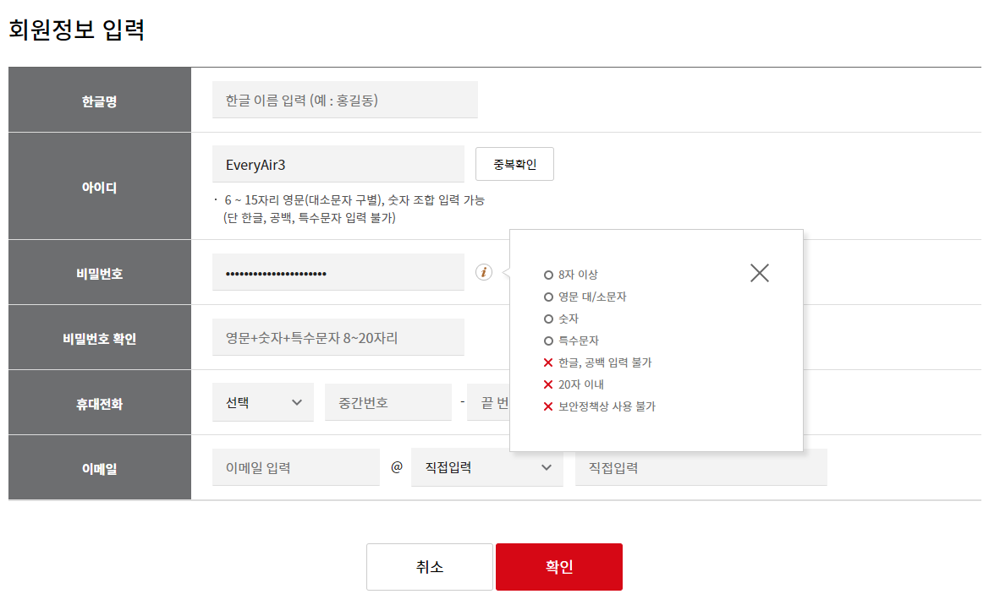 회원정보 입력
한글명
한글 이름 입력 (예 : 홍길동)
아이디
EveryAir3
중복확인
· 6 ~ 15자리 영문(대소문자 구별), 숫자 조합 입력 가능
(단 한글, 공백, 특수문자 입력 불가)
비밀번호
••••••••••••••••••••••
i
8자 이상
영문 대/소문자
숫자
특수문자
한글, 공백 입력 불가
20자 이내
보안정책상 사용 불가
비밀번호 확인
영문+숫자+특수문자 8~20자리
휴대전화
선택
중간번호
-
끝 번
이메일
이메일 입력
@
직접입력
직접입력
취소
확인